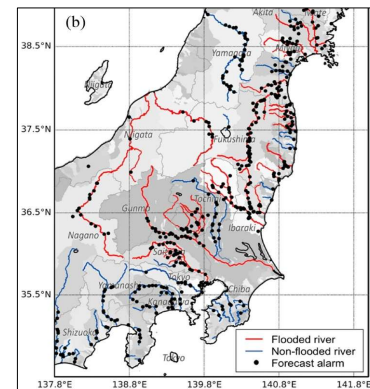 (b)
Akita
Iwate
38.5°N
Yamagata
Miyagi
Niigata
37.5°N
Niigata
Fukushima
Tochigi
36.5°N
Gunma
Ibaraki
Nagano
Saitama
Tokyo
35.5°N
Yamanashi
Chiba
Kanagawa
Shizuoka
Flooded river
Non-flooded river
Forecast alarm
Tokyo
137.8°E
138.8°E
139.8°E
140.8°E
141.8°E